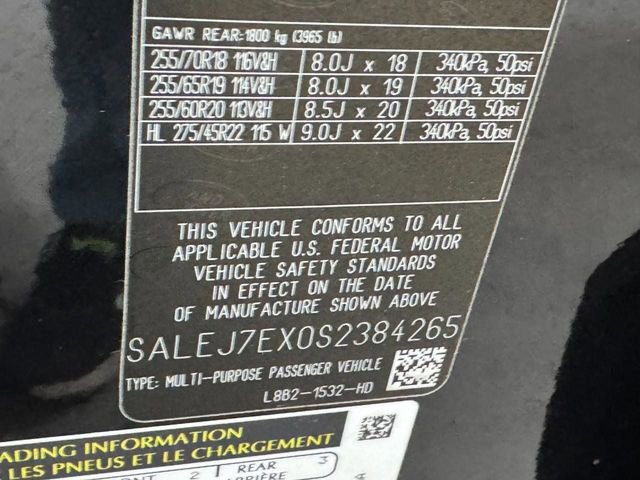 GAWR REAR:1800 kg (3965 lb)
255/70R18 116V&H 8.0J x 18 340kPa, 50psi
255/65R19 114V&H 8.0J x 19 340kPa, 50psi
255/60R20 113V&H 8.5J x 20 340kPa, 50psi
HL 275/45R22 115 W 9.0J x 22 340kPa, 50psi
THIS VEHICLE CONFORMS TO ALL
APPLICABLE U.S. FEDERAL MOTOR
VEHICLE SAFETY STANDARDS
IN EFFECT ON THE DATE
OF MANUFACTURE SHOWN ABOVE
SALEJ7EX0S2384265
TYPE: MULTI-PURPOSE PASSENGER VEHICLE
L8B2-1532-HD
ADING INFORMATION
LES PNEUS ET LE CHARGEMENT
2 REAR 3